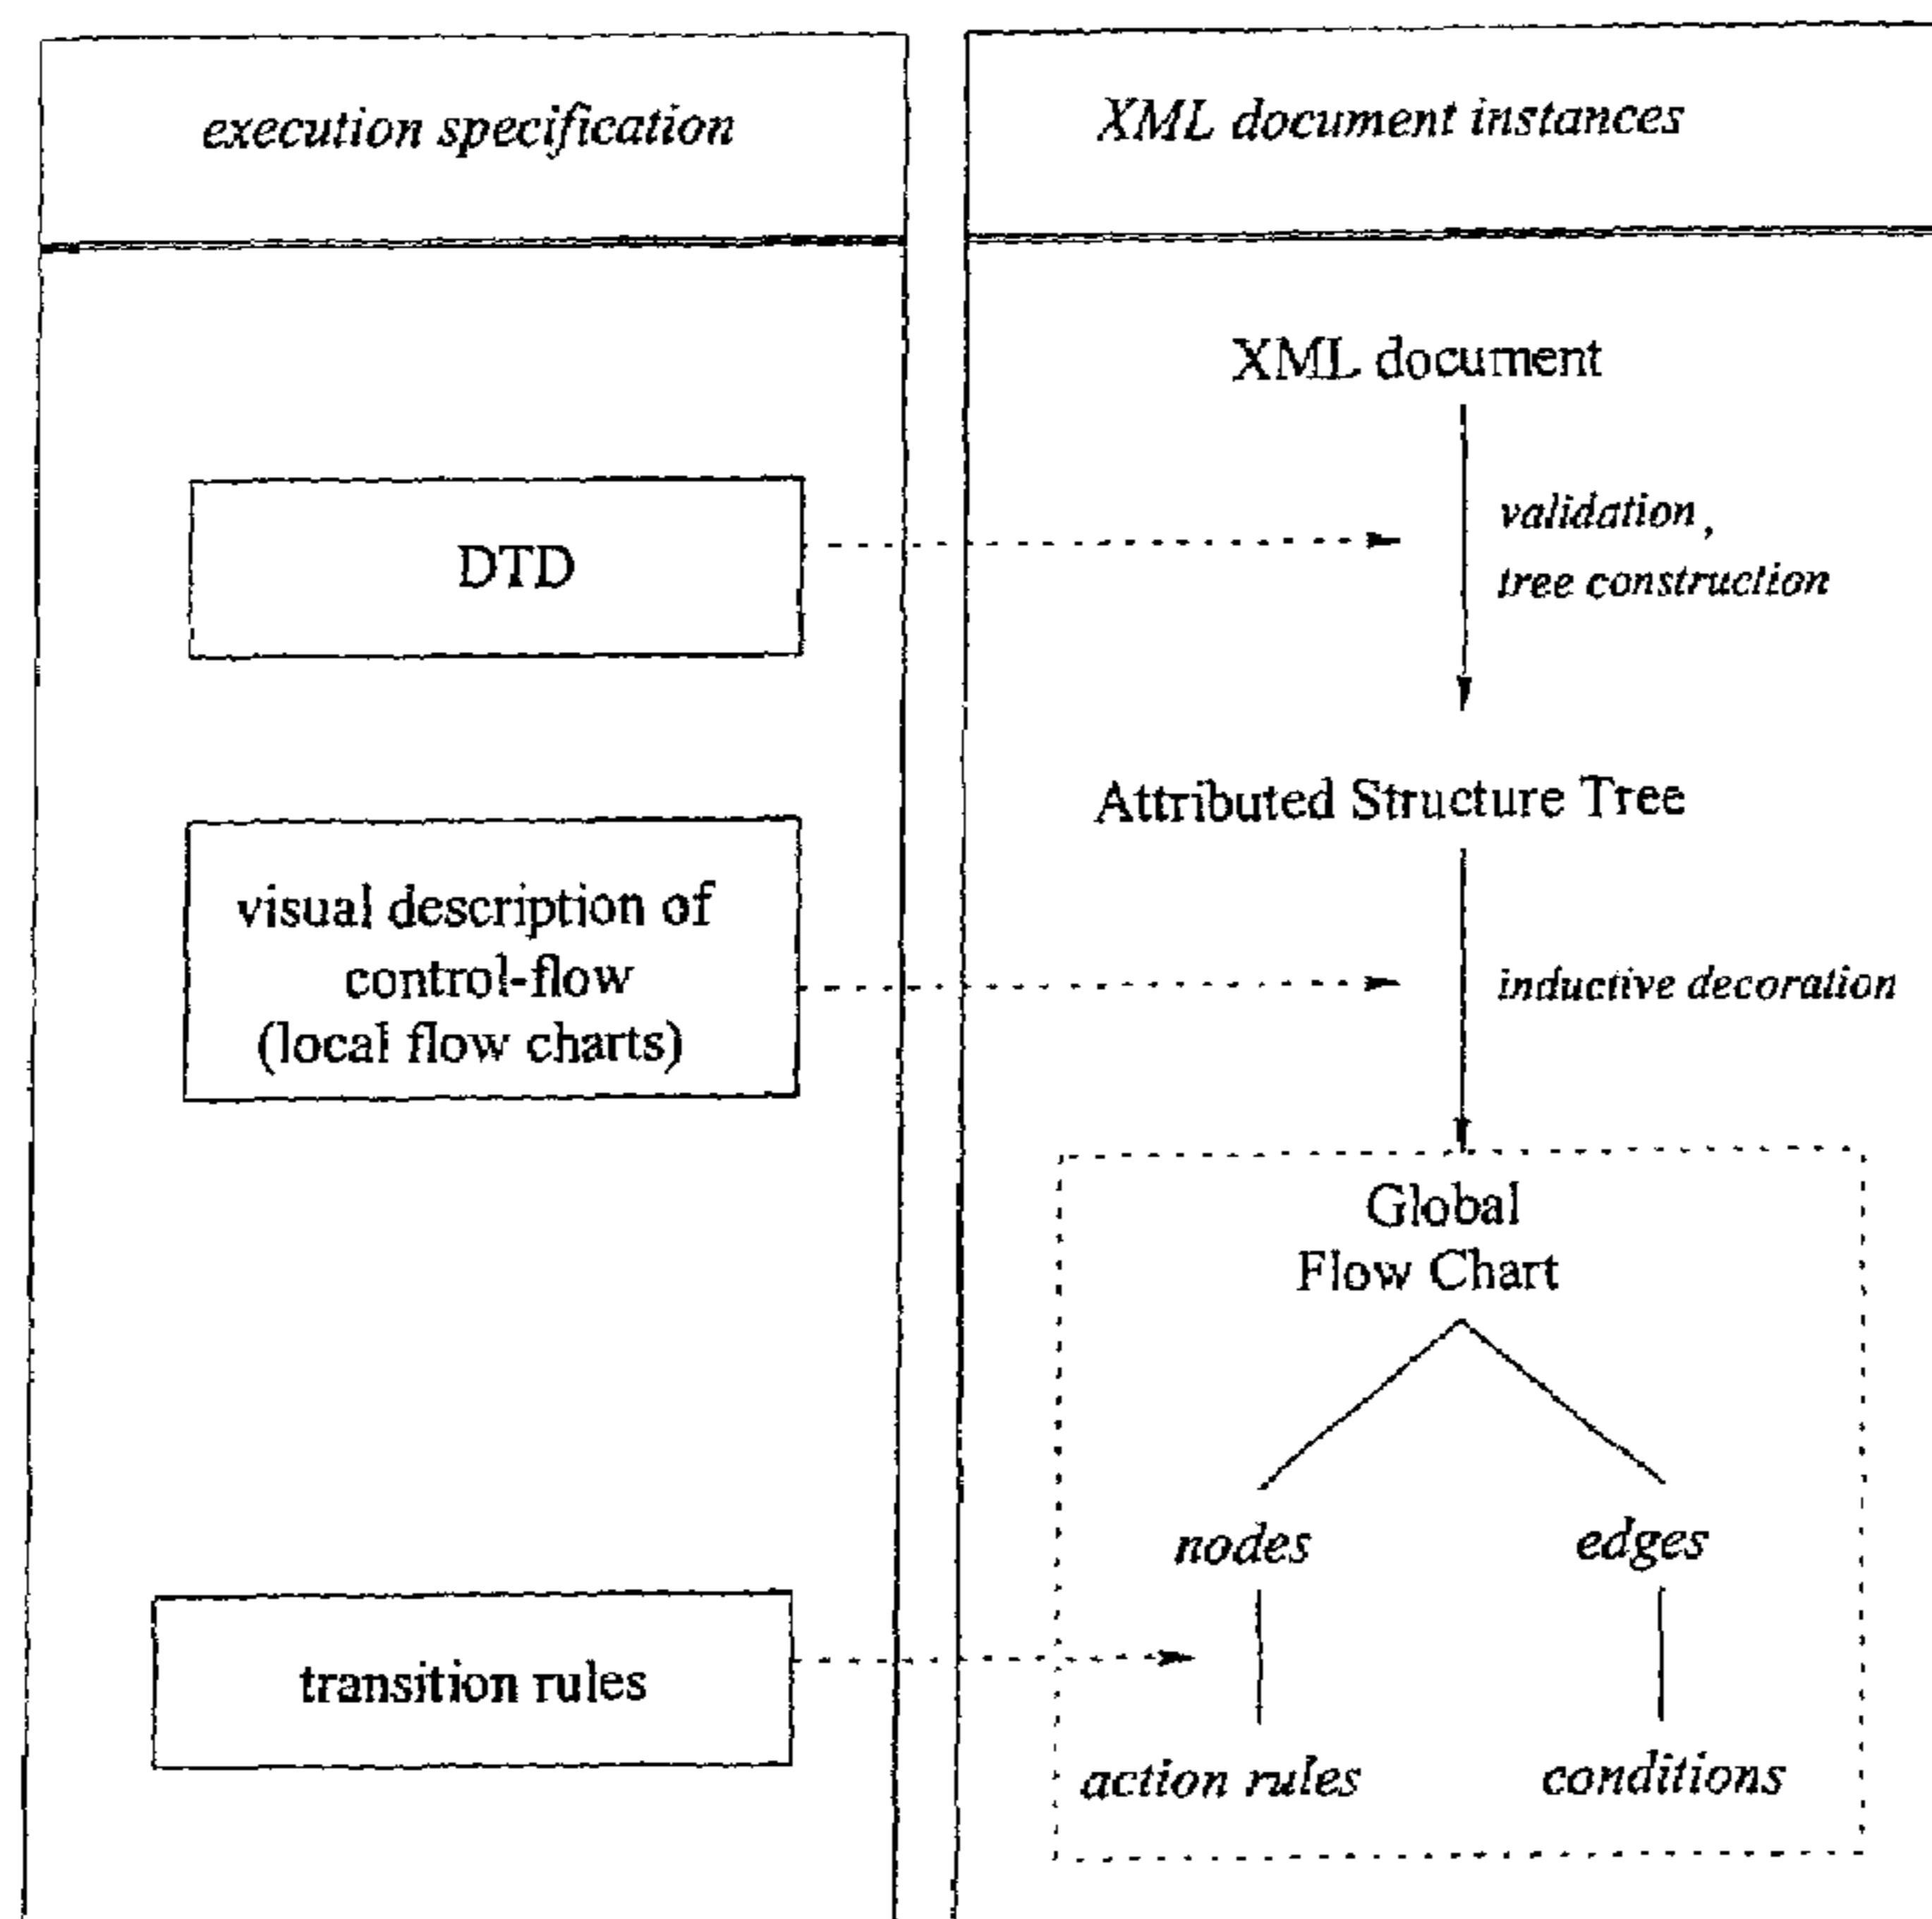 execution specification
XML document instances
XML document
DTD
validation,
tree construction
Attributed Structure Tree
visual description of
control-flow
(local flow charts)
inductive decoration
Global
Flow Chart
nodes
edges
transition rules
action rules
conditions